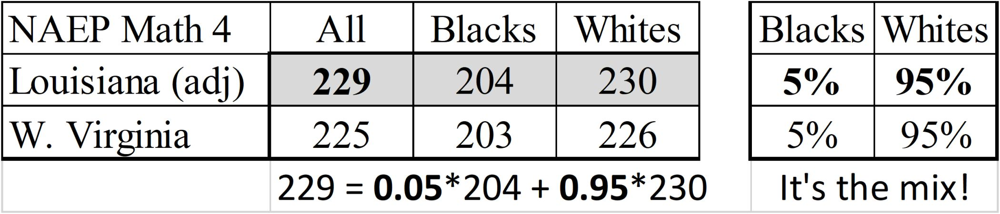 NAEP Math 4 All Blacks Whites Blacks Whites
Louisiana (adj) 229 204 230 5% 95%
W. Virginia 225 203 226 5% 95%
229 = 0.05*204 + 0.95*230 It's the mix!